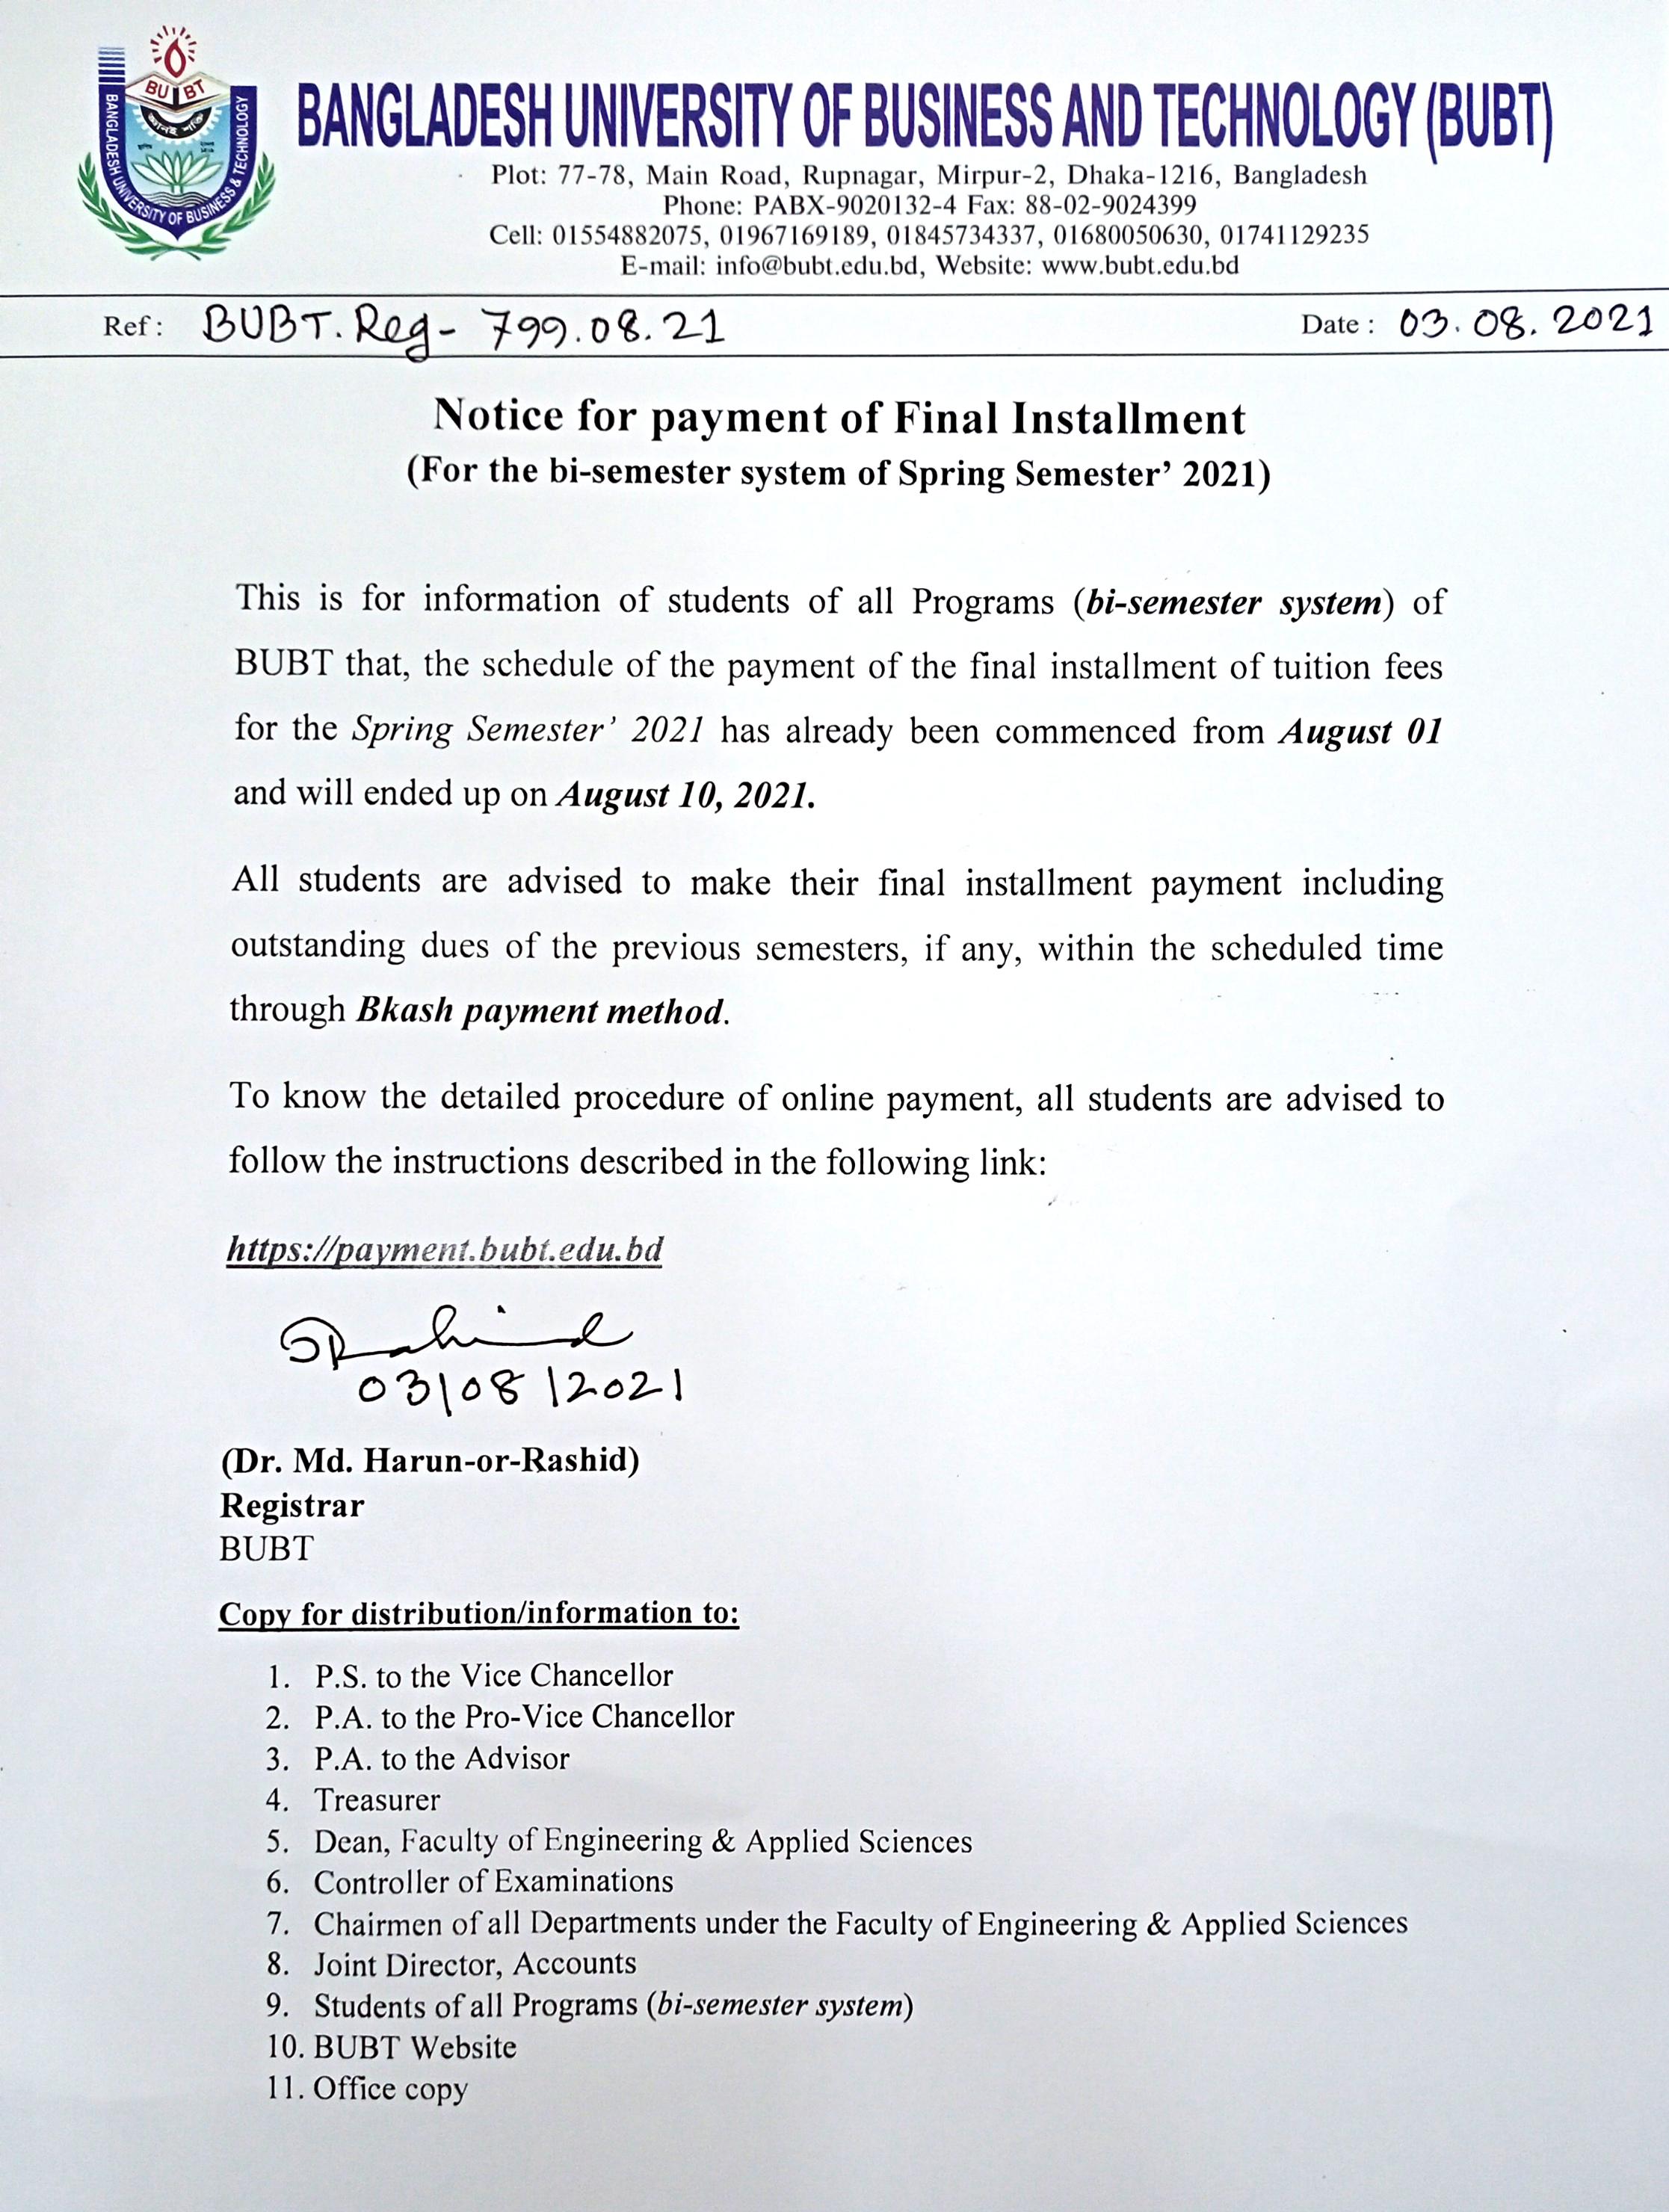 BU BT
জ্ঞানই শক্তি
BANGLADESH UNIVERSITY OF BUSINESS & TECHNOLOGY
BANGLADESH UNIVERSITY OF BUSINESS AND TECHNOLOGY (BUBT)
Plot: 77-78, Main Road, Rupnagar, Mirpur-2, Dhaka-1216, Bangladesh
Phone: PABX-9020132-4 Fax: 88-02-9024399
Cell: 01554882075, 01967169189, 01845734337, 01680050630, 01741129235
E-mail: info@bubt.edu.bd, Website: www.bubt.edu.bd
Ref: BUBT.Reg- 799.08.21 Date: 03.08.2021
Notice for payment of Final Installment
(For the bi-semester system of Spring Semester’ 2021)
This is for information of students of all Programs (bi-semester system) of
BUBT that, the schedule of the payment of the final installment of tuition fees
for the Spring Semester’ 2021 has already been commenced from August 01
and will ended up on August 10, 2021.
All students are advised to make their final installment payment including
outstanding dues of the previous semesters, if any, within the scheduled time
through Bkash payment method.
To know the detailed procedure of online payment, all students are advised to
follow the instructions described in the following link:
https://payment.bubt.edu.bd
03/08/2021
(Dr. Md. Harun-or-Rashid)
Registrar
BUBT
Copy for distribution/information to:
1. P.S. to the Vice Chancellor
2. P.A. to the Pro-Vice Chancellor
3. P.A. to the Advisor
4. Treasurer
5. Dean, Faculty of Engineering & Applied Sciences
6. Controller of Examinations
7. Chairmen of all Departments under the Faculty of Engineering & Applied Sciences
8. Joint Director, Accounts
9. Students of all Programs (bi-semester system)
10. BUBT Website
11. Office copy